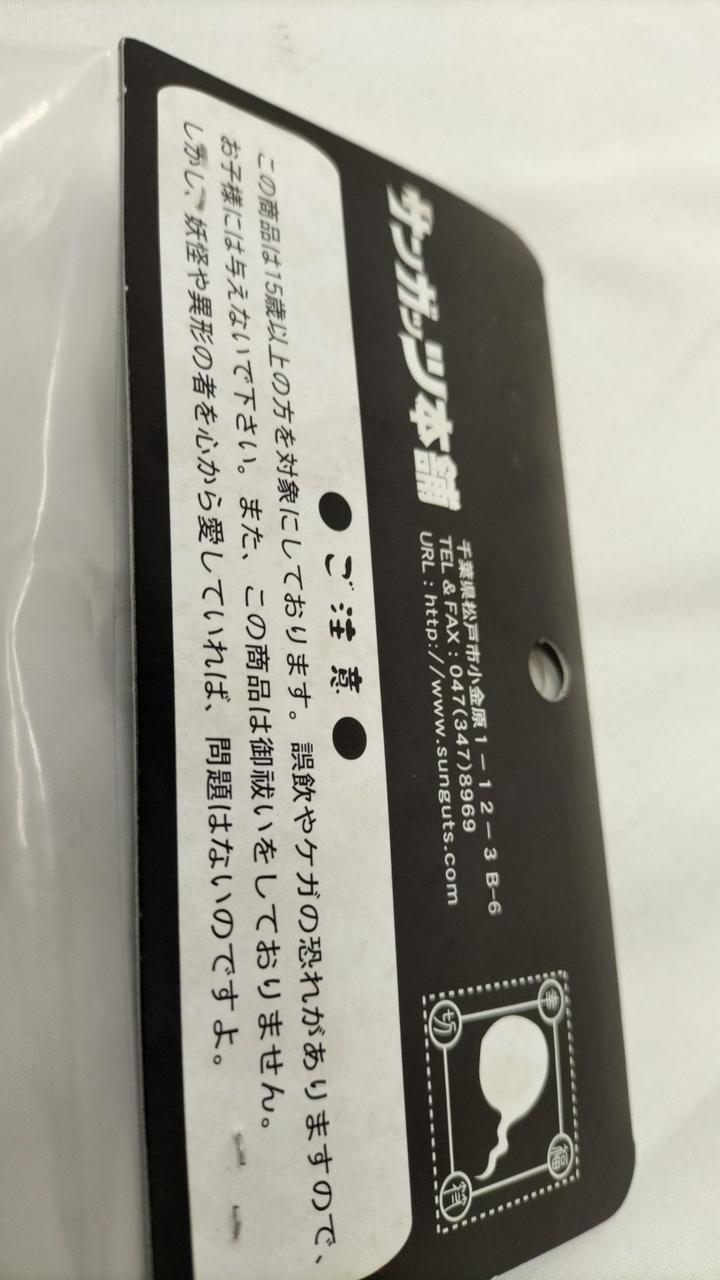 サンガッツ本舗
千葉県松戸市小金原1－12－3 B-6
TEL & FAX：047(347)8969
URL：http://www.sunguts.com
幸
福
切
符
●ご注意●
この商品は15歳以上の方を対象にしております。誤飲やケガの恐れがありますので、
お子様には与えないで下さい。また、この商品は御祓いをしておりません。
しかし、妖怪や異形の者を心から愛していれば、問題はないのですよ。